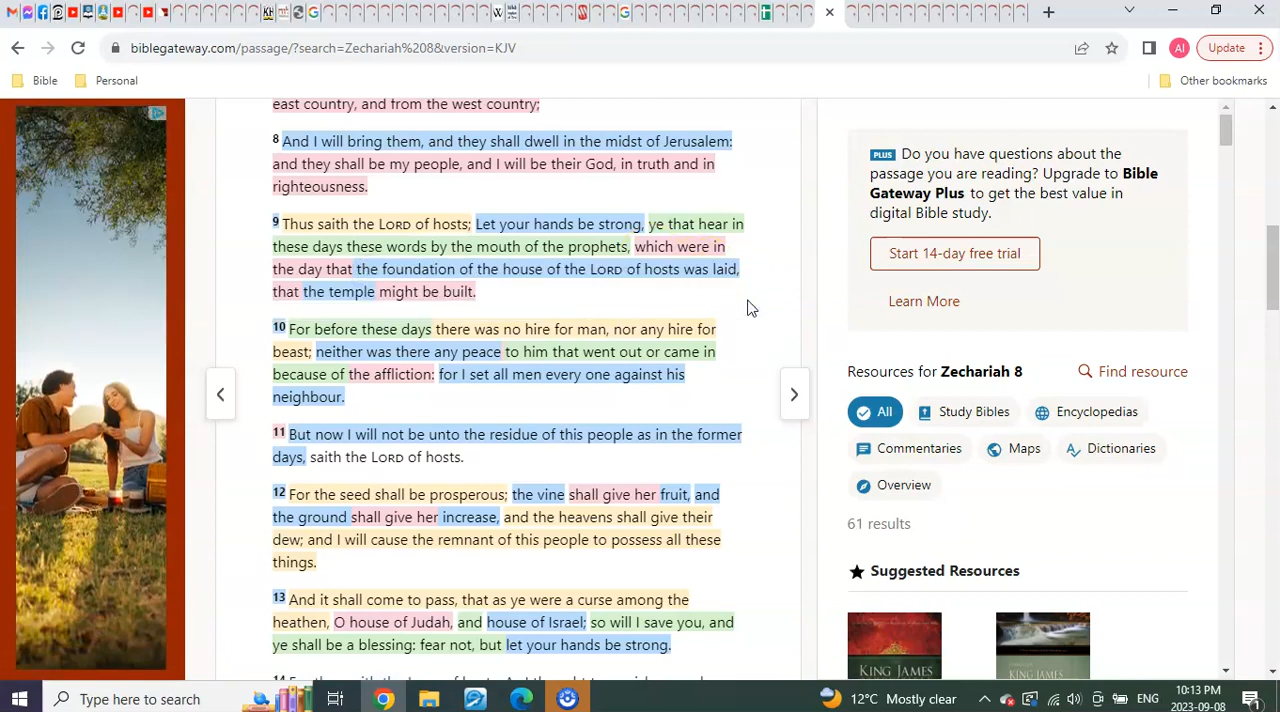 biblegateway.com/passage/?search=Zechariah%208&version=KJV
AI
Update
Bible
Personal
Other bookmarks
east country, and from the west country;
8 And I will bring them, and they shall dwell in the midst of Jerusalem:
and they shall be my people, and I will be their God, in truth and in
righteousness.
9 Thus saith the LORD of hosts; Let your hands be strong, ye that hear in
these days these words by the mouth of the prophets, which were in
the day that the foundation of the house of the LORD of hosts was laid,
that the temple might be built.
10 For before these days there was no hire for man, nor any hire for
beast; neither was there any peace to him that went out or came in
because of the affliction: for I set all men every one against his
neighbour.
11 But now I will not be unto the residue of this people as in the former
days, saith the LORD of hosts.
12 For the seed shall be prosperous; the vine shall give her fruit, and
the ground shall give her increase, and the heavens shall give their
dew; and I will cause the remnant of this people to possess all these
things.
13 And it shall come to pass, that as ye were a curse among the
heathen, O house of Judah, and house of Israel; so will I save you, and
ye shall be a blessing: fear not, but let your hands be strong.
PLUS Do you have questions about the
passage you are reading? Upgrade to Bible
Gateway Plus to get the best value in
digital Bible study.
Start 14-day free trial
Learn More
Resources for Zechariah 8
Find resource
All
Study Bibles
Encyclopedias
Commentaries
Maps
Dictionaries
Overview
61 results
Suggested Resources
KING JAMES
KING JAMES
Type here to search
12°C Mostly clear
ENG
10:13 PM
2023-09-08
1